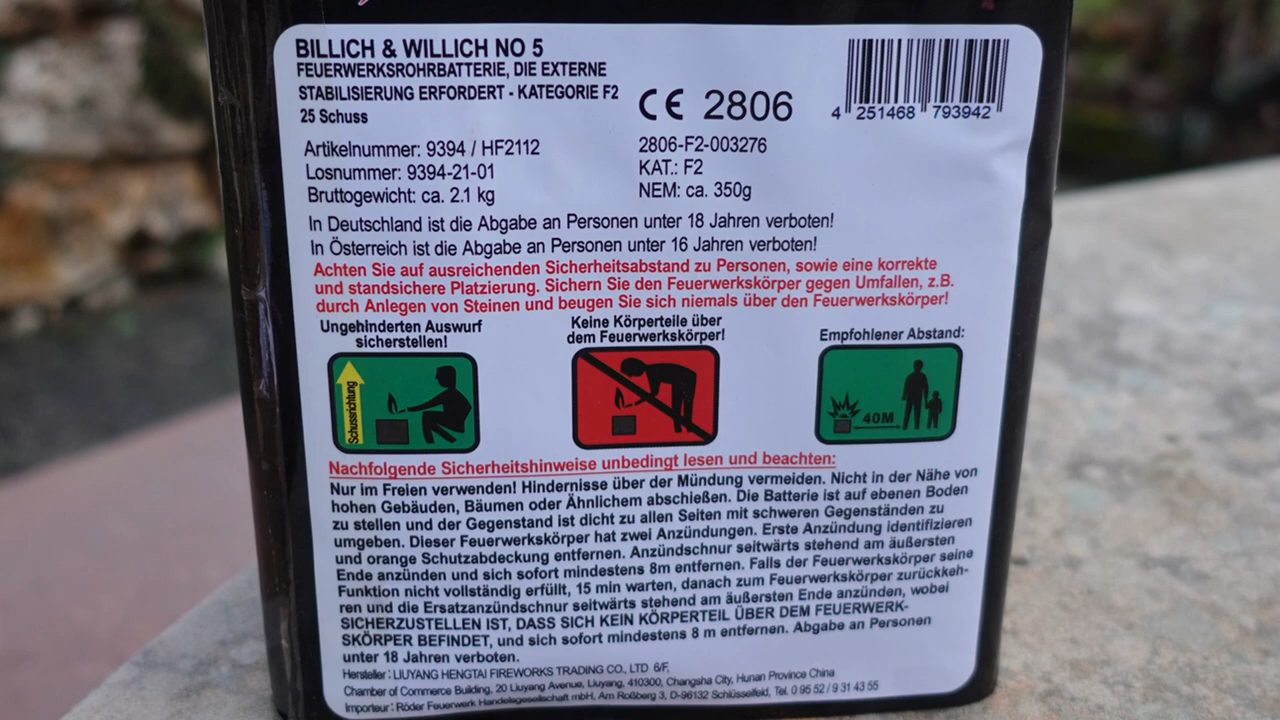 BILLICH & WILLICH NO 5
FEUERWERKSROHRBATTERIE, DIE EXTERNE
STABILISIERUNG ERFORDERT - KATEGORIE F2
25 Schuss
CE 2806
4 251468 793942
Artikelnummer: 9394 / HF2112
Losnummer: 9394-21-01
Bruttogewicht: ca. 2.1 kg
2806-F2-003276
KAT.: F2
NEM: ca. 350g
In Deutschland ist die Abgabe an Personen unter 18 Jahren verboten!
In Österreich ist die Abgabe an Personen unter 16 Jahren verboten!
Achten Sie auf ausreichenden Sicherheitsabstand zu Personen, sowie eine korrekte
und standsichere Platzierung. Sichern Sie den Feuerwerkskörper gegen Umfallen, z.B.
durch Anlegen von Steinen und beugen Sie sich niemals über den Feuerwerkskörper!
Ungehinderten Auswurf
sicherstellen!
Schussrichtung
Keine Körperteile über
dem Feuerwerkskörper!
Empfohlener Abstand:
40M
Nachfolgende Sicherheitshinweise unbedingt lesen und beachten:
Nur im Freien verwenden! Hindernisse über der Mündung vermeiden. Nicht in der Nähe von
hohen Gebäuden, Bäumen oder Ähnlichem abschießen. Die Batterie ist auf ebenen Boden
zu stellen und der Gegenstand ist dicht zu allen Seiten mit schweren Gegenständen zu
umgeben. Dieser Feuerwerkskörper hat zwei Anzündungen. Erste Anzündung identifizieren
und orange Schutzabdeckung entfernen. Anzündschnur seitwärts stehend am äußersten
Ende anzünden und sich sofort mindestens 8m entfernen. Falls der Feuerwerkskörper seine
Funktion nicht vollständig erfüllt, 15 min warten, danach zum Feuerwerkskörper zurückkeh-
ren und die Ersatzanzündschnur seitwärts stehend am äußersten Ende anzünden, wobei
SICHERZUSTELLEN IST, DASS SICH KEIN KÖRPERTEIL ÜBER DEM FEUERWERK-
SKÖRPER BEFINDET, und sich sofort mindestens 8 m entfernen. Abgabe an Personen
unter 18 Jahren verboten.
Hersteller: LIUYANG HENGTAI FIREWORKS TRADING CO., LTD 6/F,
Chamber of Commerce Building, 20 Liuyang Avenue, Liuyang, 410300, Changsha City, Hunan Province China
Importeur: Röder Feuerwerk Handelsgesellschaft mbH, Am Roßberg 3, D-96132 Schlüsselfeld, Tel. 0 95 52 / 9 31 43 55